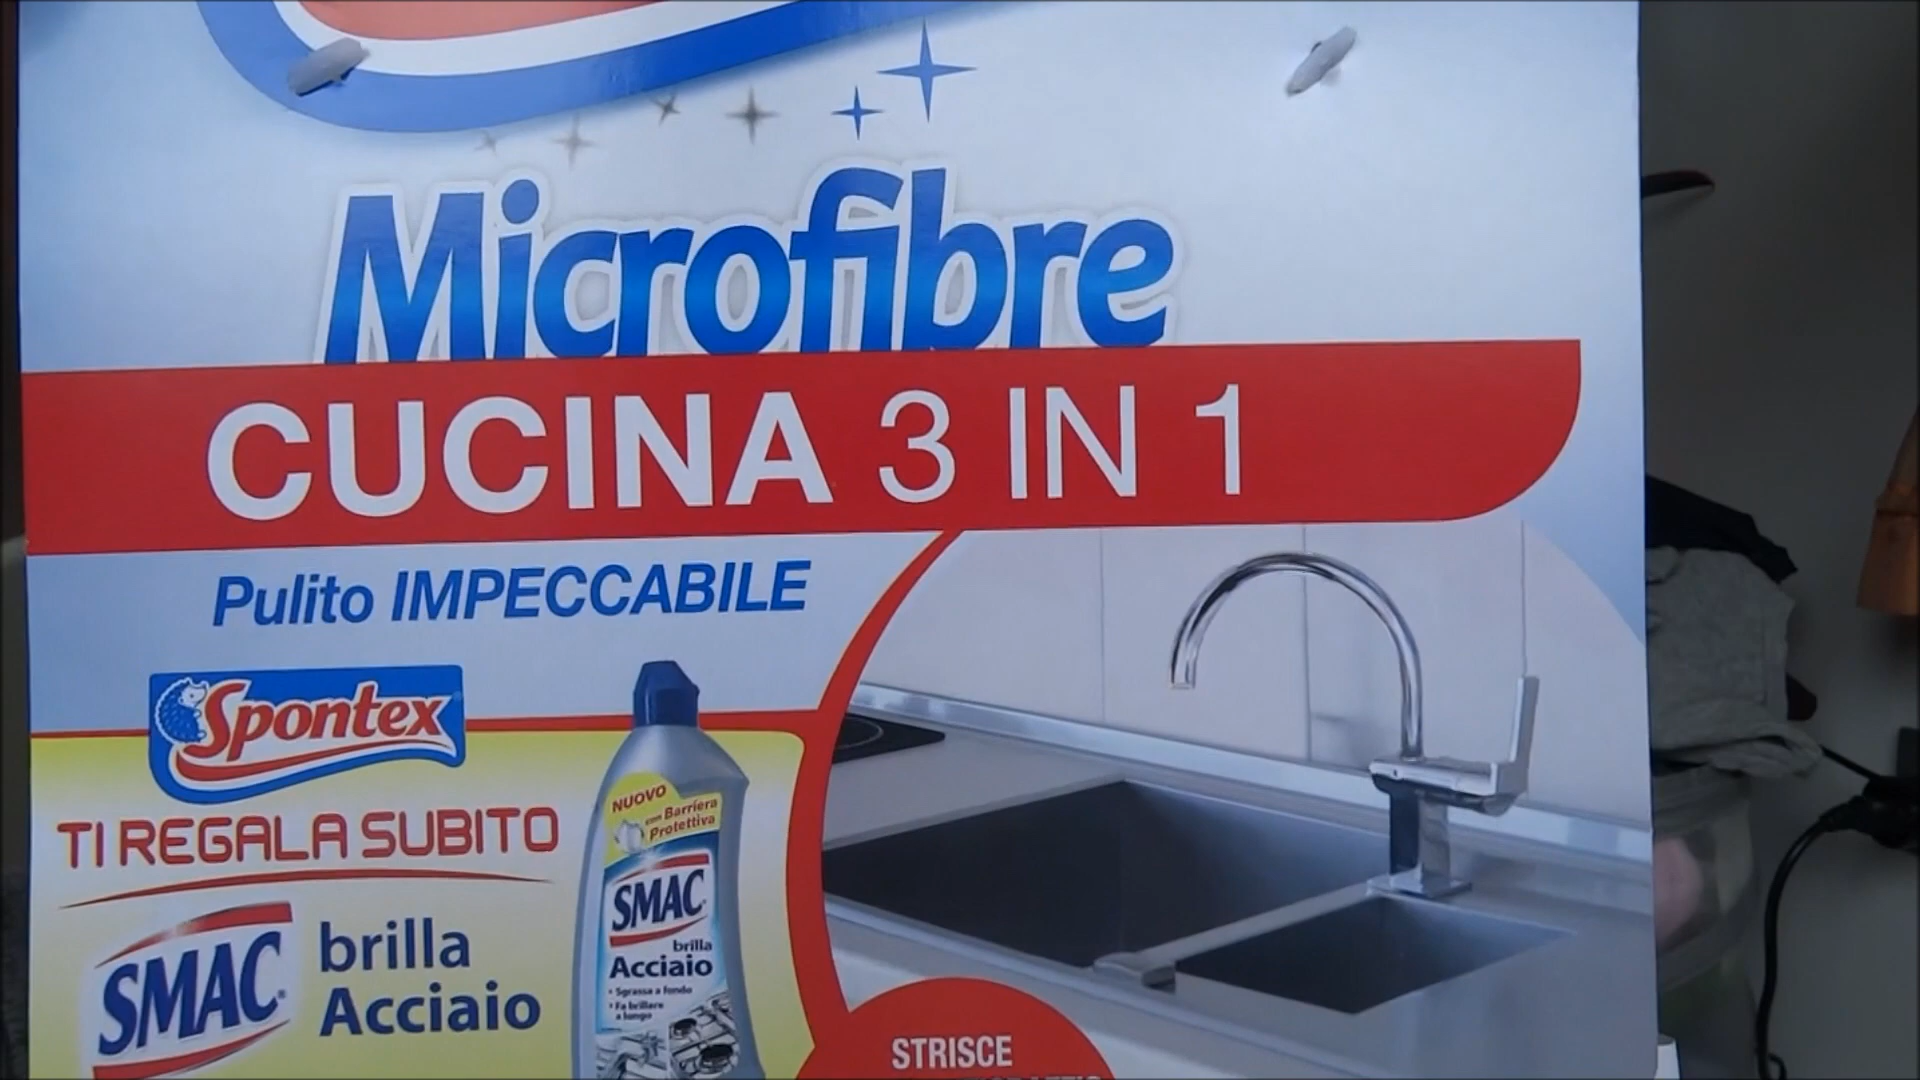 Microfibre
CUCINA 3 IN 1
Pulito IMPECCABILE
Spontex
TI REGALA SUBITO
SMAC
brilla
Acciaio
NUOVO
con Barriera
Protettiva
SMAC
brilla
Acciaio
• Sgrassa a fondo
• Fa brillare
a lungo
STRISCE